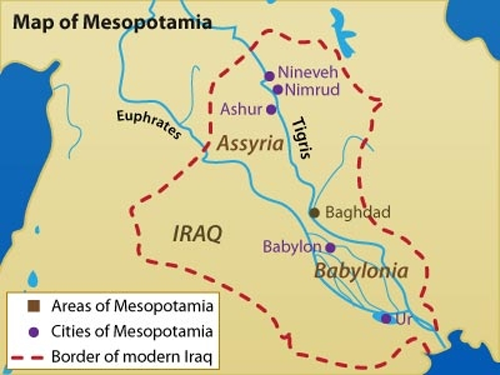 Map of Mesopotamia
Nineveh
Nimrud
Ashur
Euphrates
Tigris
Assyria
Baghdad
IRAQ
Babylon
Babylonia
Ur
Areas of Mesopotamia
Cities of Mesopotamia
Border of modern Iraq